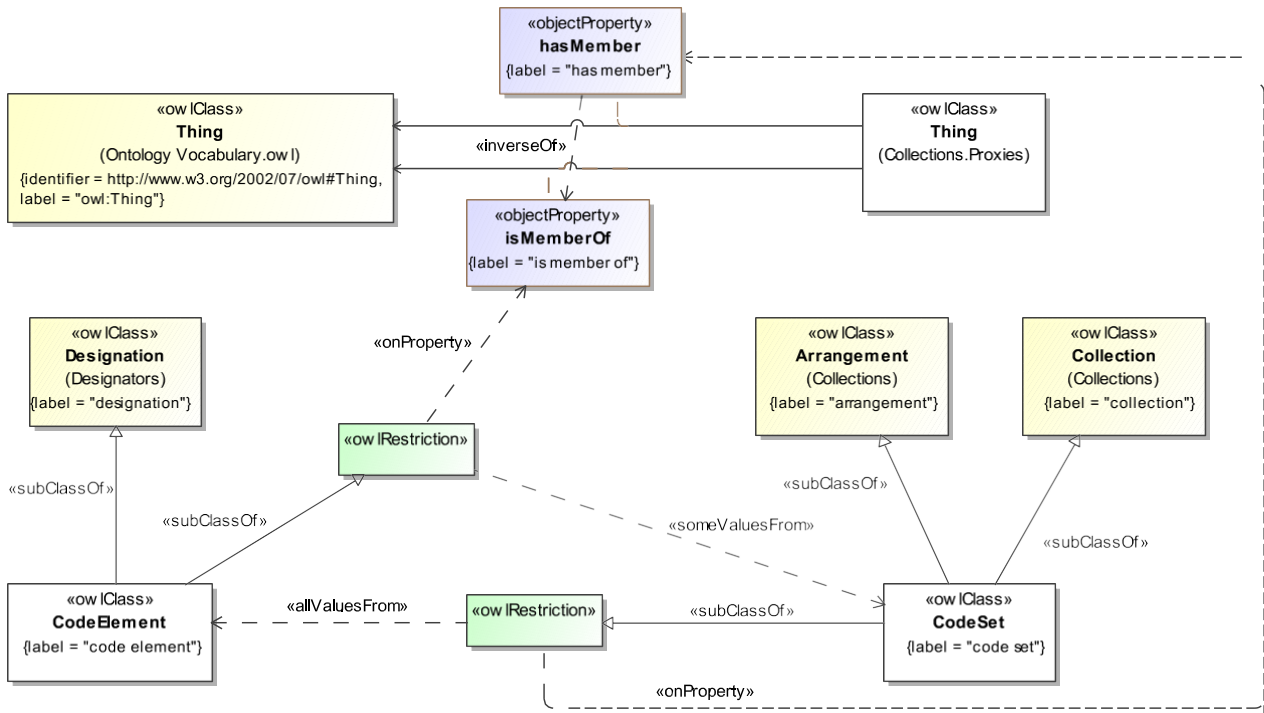 «objectProperty»
hasMember
{label = "has member"}
«owlClass»
Thing
(Ontology Vocabulary.owl)
{identifier = http://www.w3.org/2002/07/owl#Thing,
label = "owl:Thing"}
«inverseOf»
«owlClass»
Thing
(Collections.Proxies)
«objectProperty»
isMemberOf
{label = "is member of"}
«onProperty»
«owlClass»
Designation
(Designators)
{label = "designation"}
«owlClass»
Arrangement
(Collections)
{label = "arrangement"}
«owlClass»
Collection
(Collections)
{label = "collection"}
«owlRestriction»
«subClassOf»
«subClassOf»
«someValuesFrom»
«subClassOf»
«subClassOf»
«owlClass»
CodeElement
{label = "code element"}
«allValuesFrom»
«owlRestriction»
«subClassOf»
«owlClass»
CodeSet
{label = "code set"}
«onProperty»